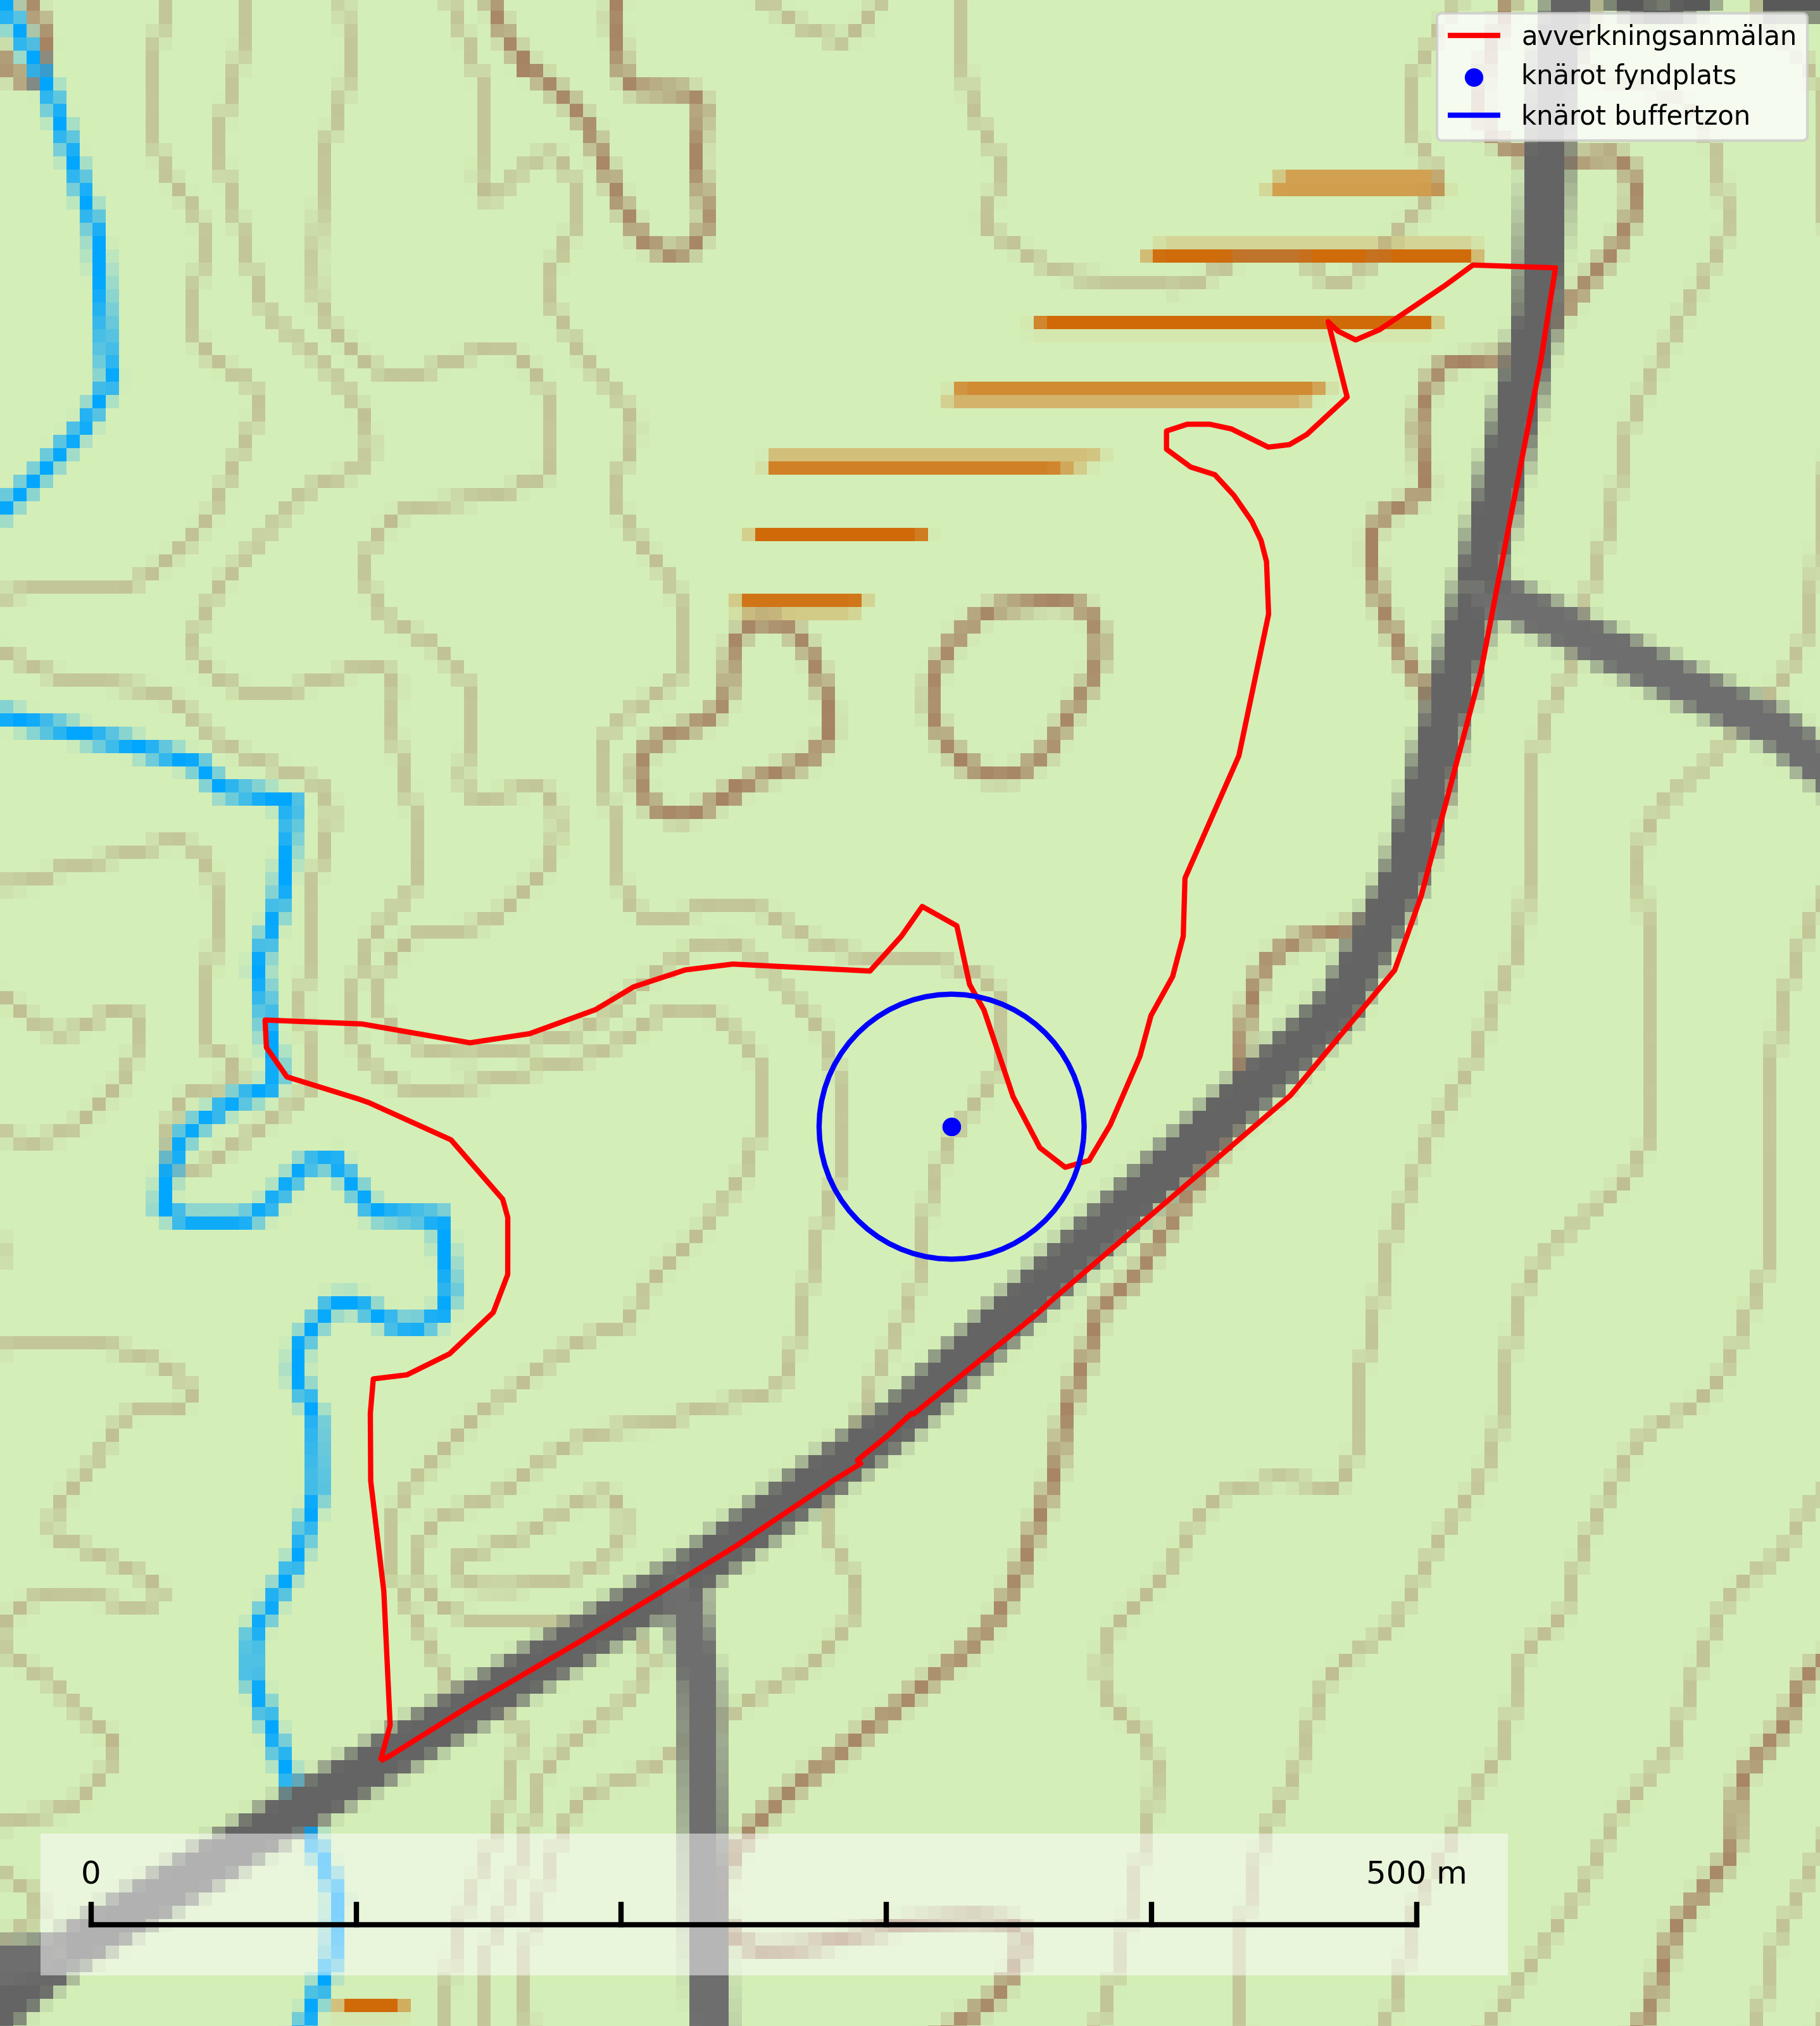 avverkningsanmälan
knärot fyndplats
knärot buffertzon
0 500 m